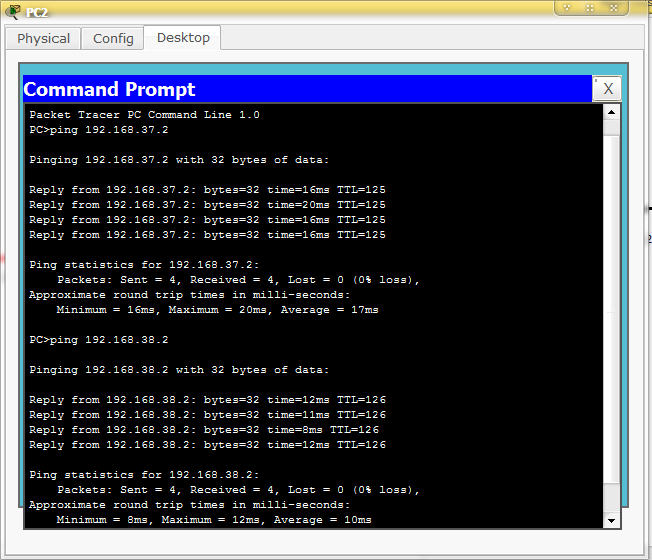 PC2
Physical Config Desktop
Command Prompt X
Packet Tracer PC Command Line 1.0
PC>ping 192.168.37.2
Pinging 192.168.37.2 with 32 bytes of data:
Reply from 192.168.37.2: bytes=32 time=16ms TTL=125
Reply from 192.168.37.2: bytes=32 time=20ms TTL=125
Reply from 192.168.37.2: bytes=32 time=16ms TTL=125
Reply from 192.168.37.2: bytes=32 time=16ms TTL=125
Ping statistics for 192.168.37.2:
Packets: Sent = 4, Received = 4, Lost = 0 (0% loss),
Approximate round trip times in milli-seconds:
Minimum = 16ms, Maximum = 20ms, Average = 17ms
PC>ping 192.168.38.2
Pinging 192.168.38.2 with 32 bytes of data:
Reply from 192.168.38.2: bytes=32 time=12ms TTL=126
Reply from 192.168.38.2: bytes=32 time=11ms TTL=126
Reply from 192.168.38.2: bytes=32 time=8ms TTL=126
Reply from 192.168.38.2: bytes=32 time=12ms TTL=126
Ping statistics for 192.168.38.2:
Packets: Sent = 4, Received = 4, Lost = 0 (0% loss),
Approximate round trip times in milli-seconds:
Minimum = 8ms, Maximum = 12ms, Average = 10ms